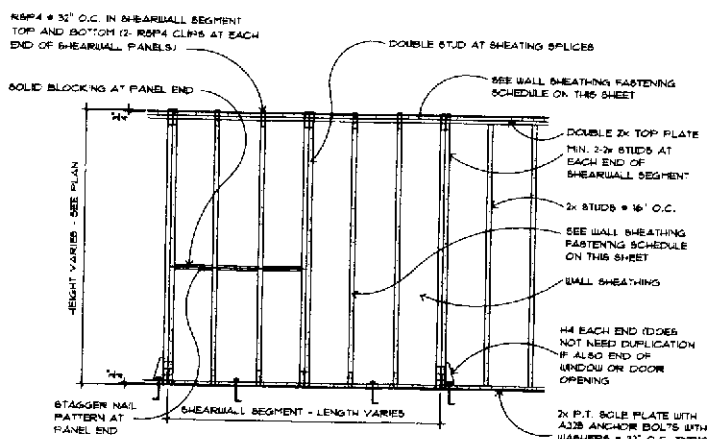 RSP4 @ 32" O.C. IN SHEARWALL SEGMENT
TOP AND BOTTOM (2- RSP4 CLIPS AT EACH
END OF SHEARWALL PANELS)
SOLID BLOCKING AT PANEL END
DOUBLE STUD AT SHEATING SPLICES
SEE WALL SHEATHING FASTENING
SCHEDULE ON THIS SHEET
DOUBLE 2x TOP PLATE
MIN. 2-2x STUDS AT
EACH END OF
SHEARWALL SEGMENT
2x STUDS @ 16" O.C.
SEE WALL SHEATHING
FASTENING SCHEDULE
ON THIS SHEET
WALL SHEATHING
H4 EACH END (DOES
NOT NEED DUPLICATION
IF ALSO END OF
WINDOW OR DOOR
OPENING
HEIGHT VARIES - SEE PLAN
STAGGER NAIL
PATTERN AT
PANEL END
SHEARWALL SEGMENT - LENGTH VARIES
2x P.T. SOLE PLATE WITH
ANCHOR BOLTS WITH